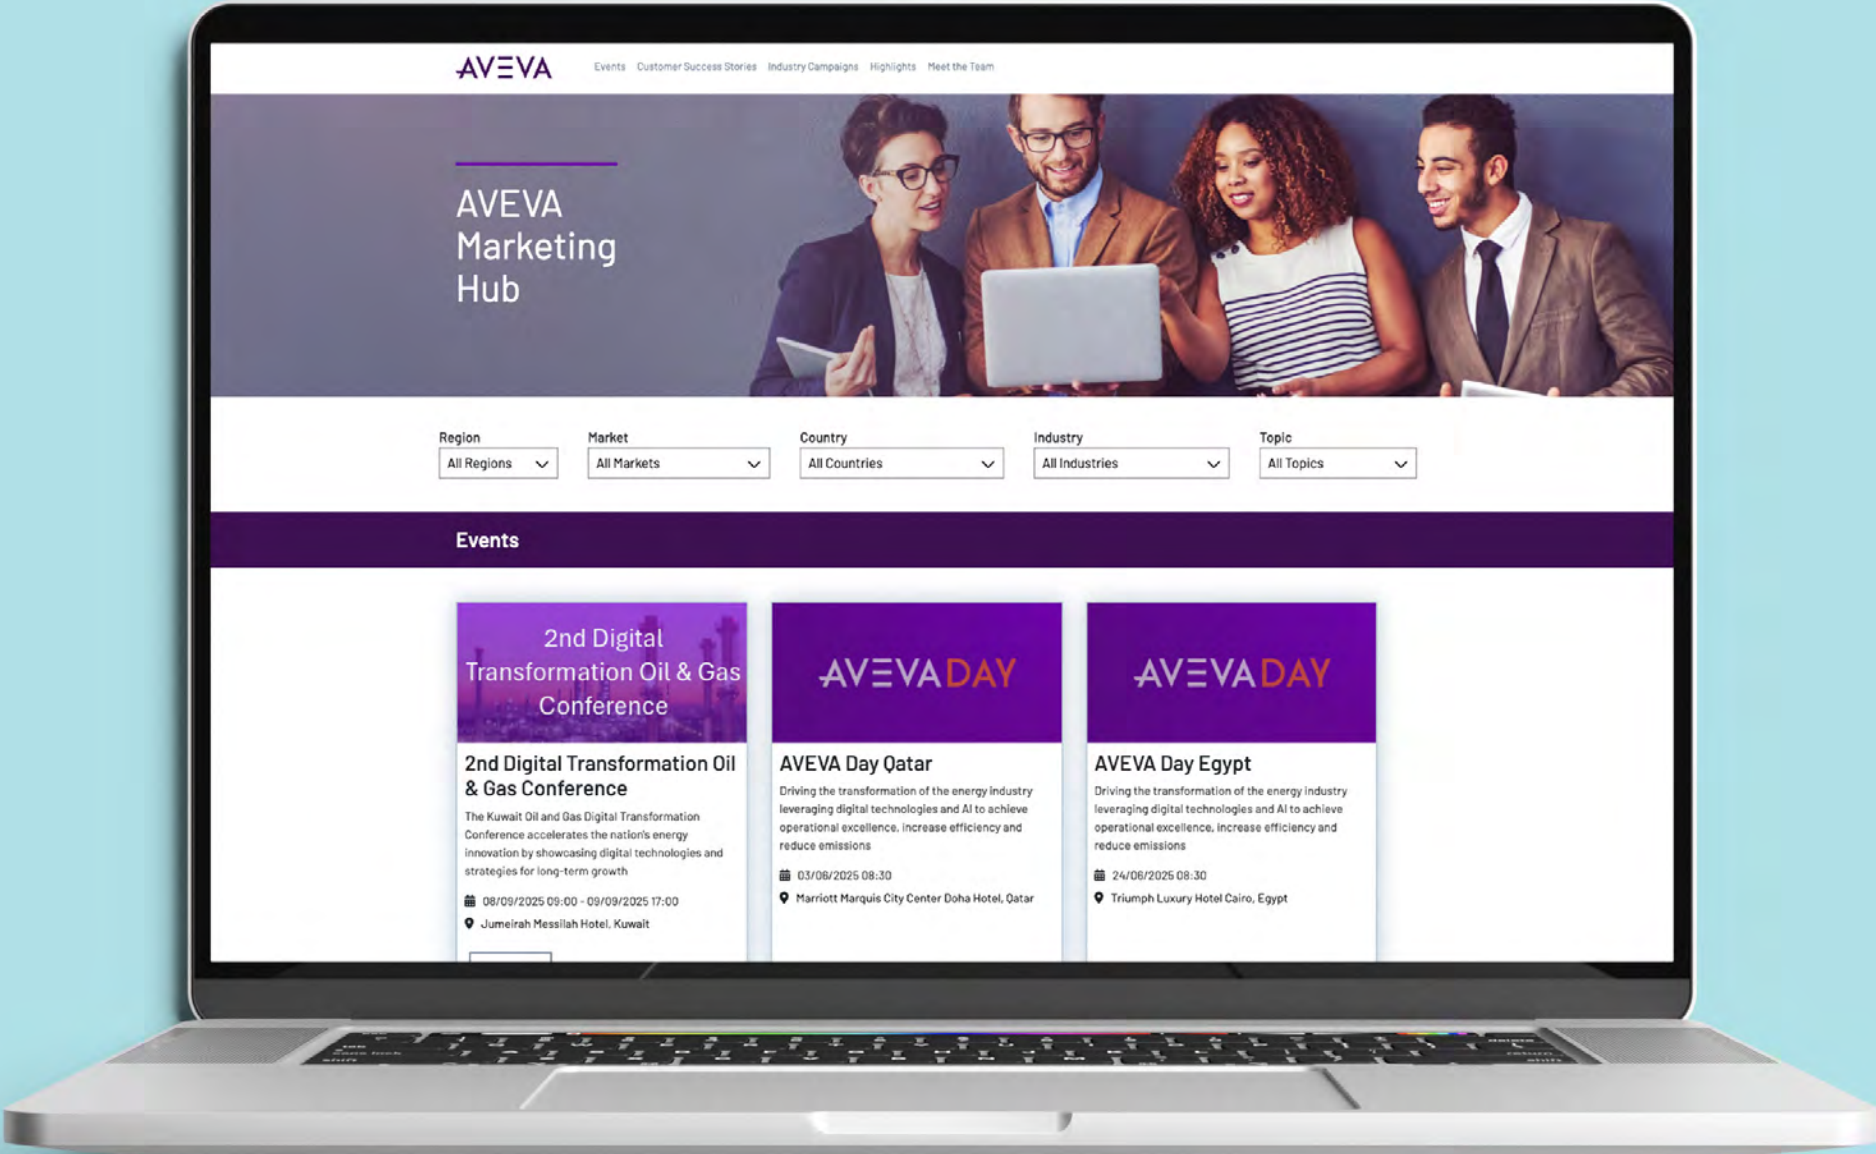 AVEVA
Events Customer Success Stories Industry Campaigns Highlights Meet the Team
AVEVA
Marketing
Hub
Region Market Country Industry Topic
All Regions All Markets All Countries All Industries All Topics
Events
2nd Digital
Transformation Oil & Gas
Conference
2nd Digital Transformation Oil
& Gas Conference
The Kuwait Oil and Gas Digital Transformation
Conference accelerates the nation's energy
innovation by showcasing digital technologies and
strategies for long-term growth
08/09/2025 09:00 - 09/09/2025 17:00
Jumeirah Messilah Hotel, Kuwait
AVEVADAY
AVEVA Day Qatar
Driving the transformation of the energy industry
leveraging digital technologies and AI to achieve
operational excellence, increase efficiency and
reduce emissions
03/06/2025 08:30
Marriott Marquis City Center Doha Hotel, Qatar
AVEVADAY
AVEVA Day Egypt
Driving the transformation of the energy industry
leveraging digital technologies and AI to achieve
operational excellence, increase efficiency and
reduce emissions
24/06/2025 08:30
Triumph Luxury Hotel Cairo, Egypt